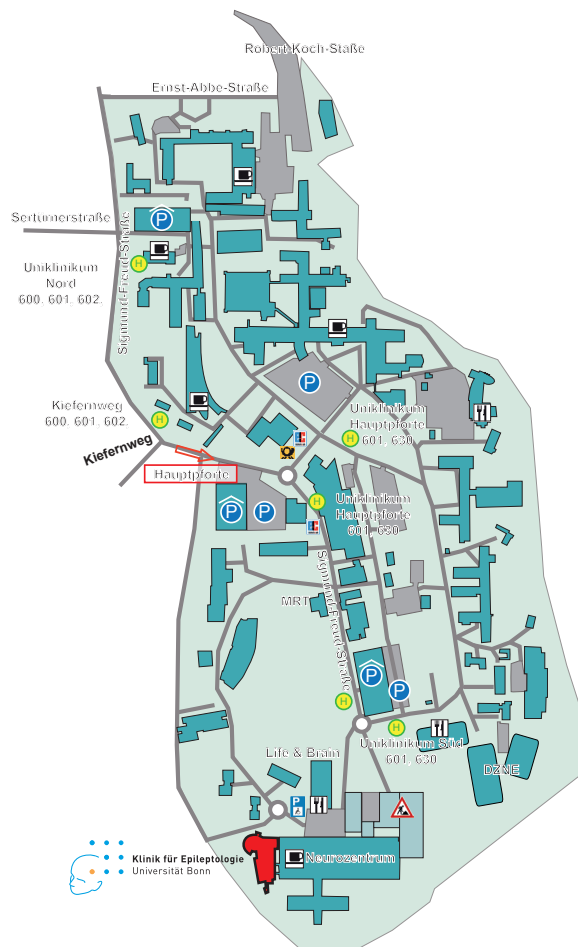 Robert-Koch-Staße
Ernst-Abbe-Straße
Serturnerstraße
Sigmund-Freud-Straße
P
H
Uniklinikum
Nord
600. 601. 602.
P
Kiefernweg
600. 601. 602.
H
Uniklinikum
Hauptpforte
601, 630
H
Kiefernweg
Hauptpforte
P
P
H
Uniklinikum
Hauptpforte
601, 630
Sigmund-Freud-Straße
MRT
P
P
H
H
Uniklinikum Süd
601, 630
DZNE
Life & Brain
P
Neurozentrum
Klinik für Epileptologie
Universität Bonn